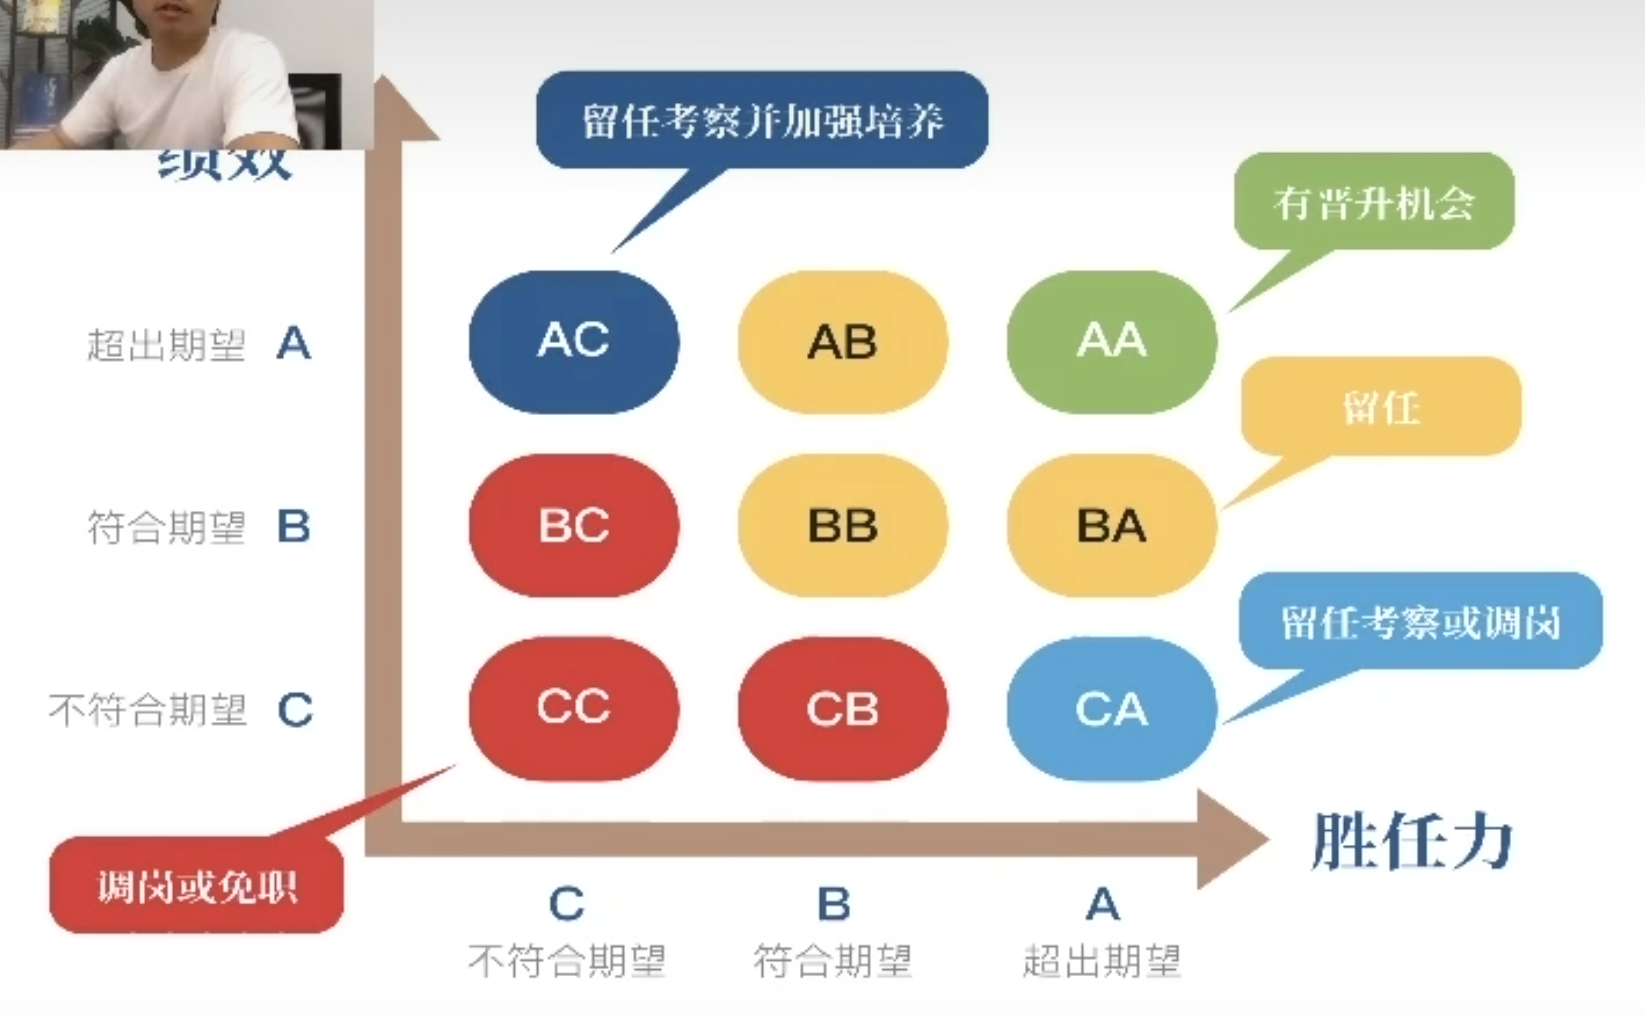 绩效
留任考察并加强培养
有晋升机会
超出期望 A
AC
AB
AA
留任
符合期望 B
BC
BB
BA
留任考察或调岗
不符合期望 C
CC
CB
CA
胜任力
调岗或免职
C
B
A
不符合期望
符合期望
超出期望